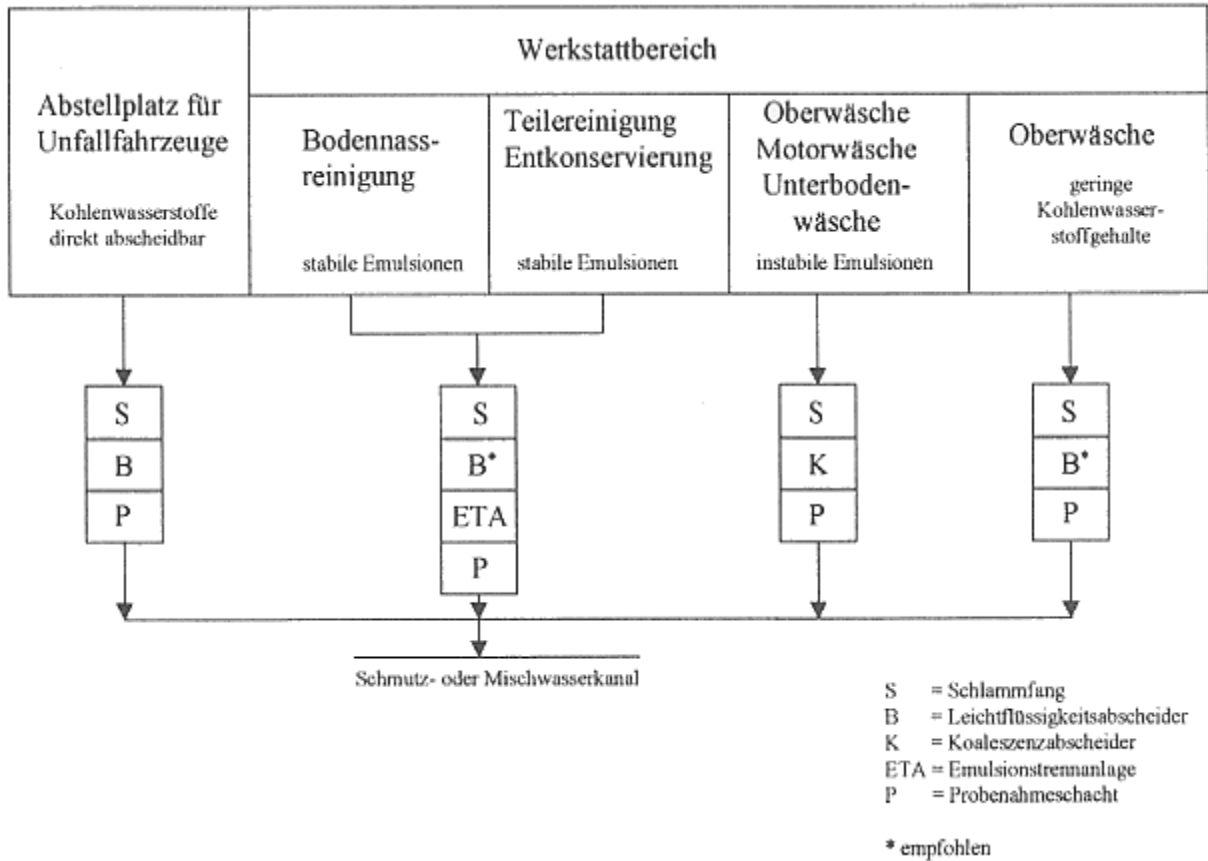 Werkstattbereich
Abstellplatz für
Unfallfahrzeuge
Kohlenwasserstoffe
direkt abscheidbar
Bodennass-
reinigung
stabile Emulsionen
Teilereinigung
Entkonservierung
stabile Emulsionen
Oberwäsche
Motorwäsche
Unterboden-
wäsche
instabile Emulsionen
Oberwäsche
geringe
Kohlenwasser-
stoffgehalte
S
B
P
S
B*
ETA
P
S
K
P
S
B*
P
Schmutz- oder Mischwasserkanal
S = Schlammfang
B = Leichtflüssigkeitsabscheider
K = Koaleszenzabscheider
ETA = Emulsionstrennanlage
P = Probenahmeschacht
* empfohlen